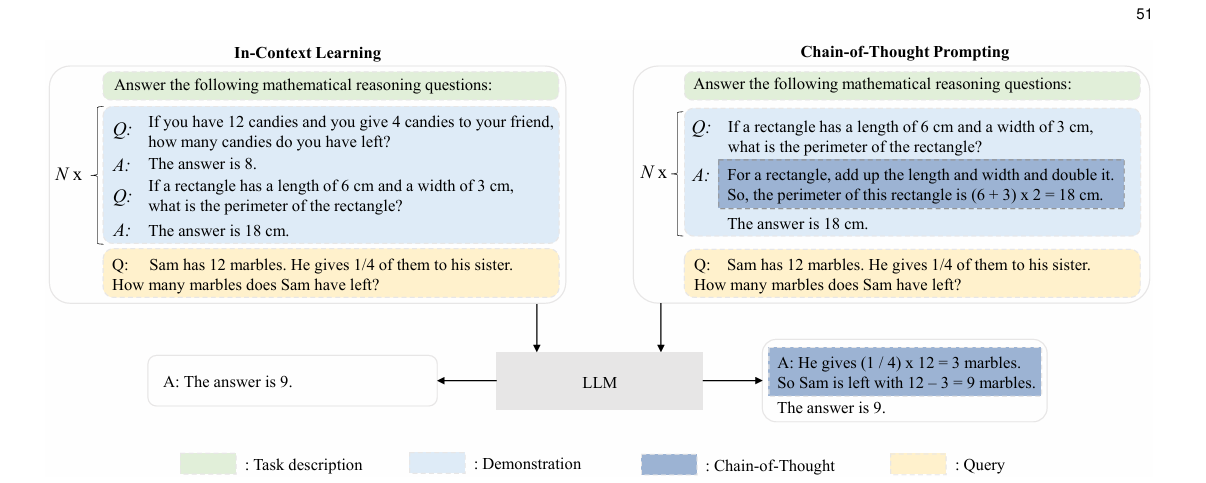 51
In-Context Learning
Answer the following mathematical reasoning questions:
N x
Q: If you have 12 candies and you give 4 candies to your friend,
how many candies do you have left?
A: The answer is 8.
Q: If a rectangle has a length of 6 cm and a width of 3 cm,
what is the perimeter of the rectangle?
A: The answer is 18 cm.
Q: Sam has 12 marbles. He gives 1/4 of them to his sister.
How many marbles does Sam have left?
Chain-of-Thought Prompting
Answer the following mathematical reasoning questions:
N x
Q: If a rectangle has a length of 6 cm and a width of 3 cm,
what is the perimeter of the rectangle?
A: For a rectangle, add up the length and width and double it.
So, the perimeter of this rectangle is (6 + 3) x 2 = 18 cm.
The answer is 18 cm.
Q: Sam has 12 marbles. He gives 1/4 of them to his sister.
How many marbles does Sam have left?
A: The answer is 9.
LLM
A: He gives (1 / 4) x 12 = 3 marbles.
So Sam is left with 12 – 3 = 9 marbles.
The answer is 9.
: Task description
: Demonstration
: Chain-of-Thought
: Query